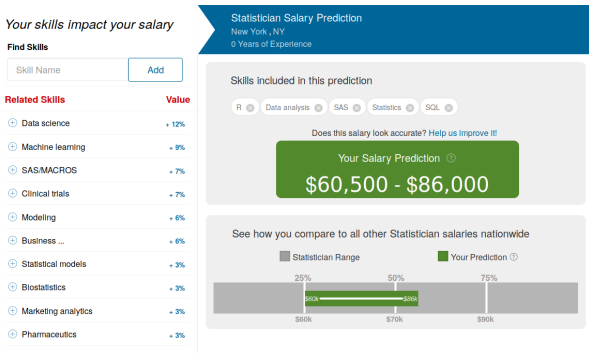 Your skills impact your salary
Find Skills
Skill Name
Add
Related Skills Value
Data science + 12%
Machine learning + 9%
SAS/MACROS + 7%
Clinical trials + 7%
Modeling + 6%
Business ... + 6%
Statistical models + 3%
Biostatistics + 3%
Marketing analytics + 3%
Pharmaceutics + 3%
Statistician Salary Prediction
New York , NY
0 Years of Experience
Skills included in this prediction
R Data analysis SAS Statistics SQL
Does this salary look accurate? Help us improve it!
Your Salary Prediction ?
$60,500 - $86,000
See how you compare to all other Statistician salaries nationwide
Statistician Range Your Prediction ?
25% 50% 75%
$60k $86k
$60k $70k $90k